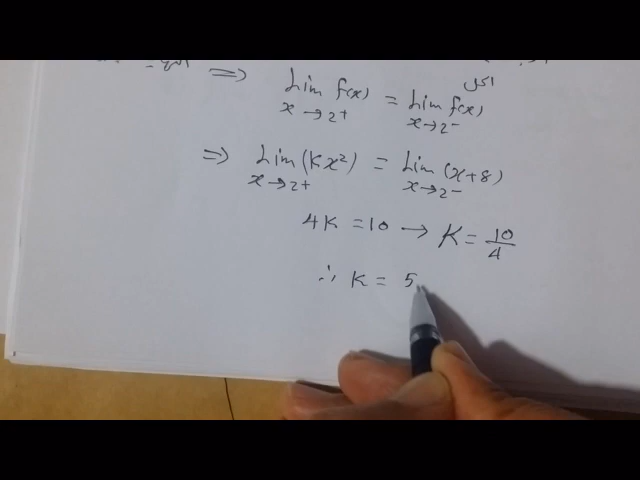 ⇒ Lim f(x) = Lim f(x)
x→2+ x→2-
⇒ Lim (Kx²) = Lim (x+8)
x→2+ x→2-
4K = 10 → K = 10/4
∴ K = 5